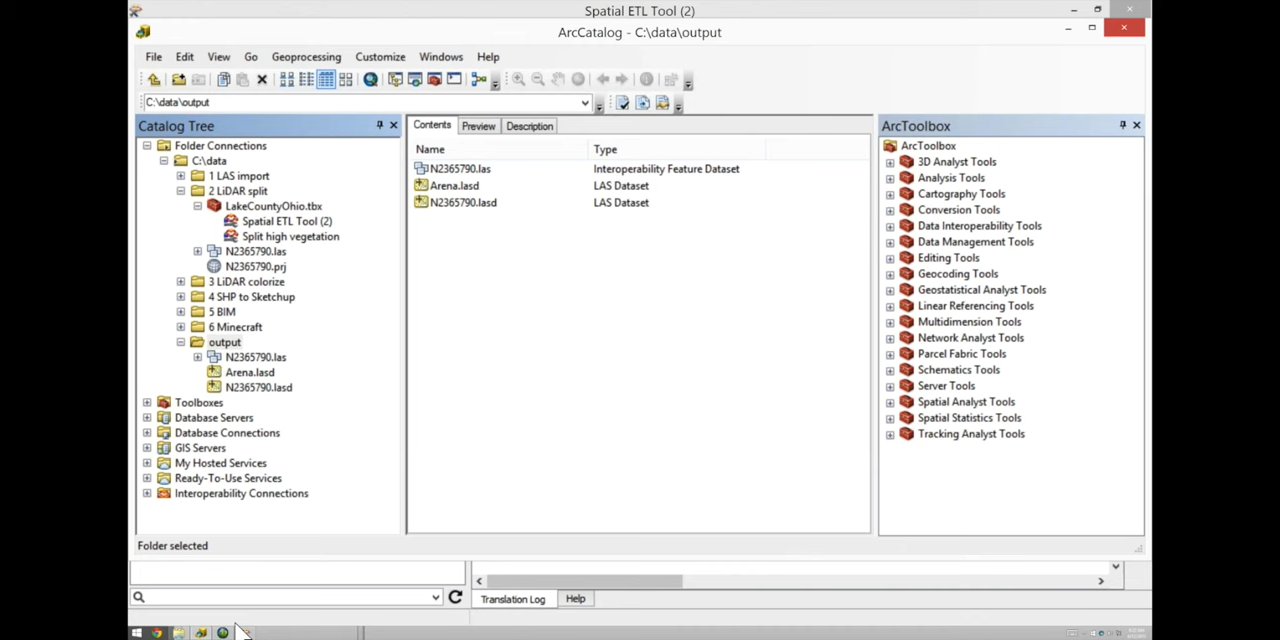 Spatial ETL Tool (2)
ArcCatalog - C:\data\output
File Edit View Go Geoprocessing Customize Windows Help
C:\data\output
Catalog Tree
Folder Connections
C:\data
1 LAS import
2 LiDAR split
LakeCountyOhio.tbx
Spatial ETL Tool (2)
Split high vegetation
N2365790.las
N2365790.prj
3 LiDAR colorize
4 SHP to Sketchup
5 BIM
6 Minecraft
output
N2365790.las
Arena.lasd
N2365790.lasd
Toolboxes
Database Servers
Database Connections
GIS Servers
My Hosted Services
Ready-To-Use Services
Interoperability Connections
Contents Preview Description
Name Type
N2365790.las Interoperability Feature Dataset
Arena.lasd LAS Dataset
N2365790.lasd LAS Dataset
ArcToolbox
ArcToolbox
3D Analyst Tools
Analysis Tools
Cartography Tools
Conversion Tools
Data Interoperability Tools
Data Management Tools
Editing Tools
Geocoding Tools
Geostatistical Analyst Tools
Linear Referencing Tools
Multidimension Tools
Network Analyst Tools
Parcel Fabric Tools
Schematics Tools
Server Tools
Spatial Analyst Tools
Spatial Statistics Tools
Tracking Analyst Tools
Folder selected
Translation Log Help